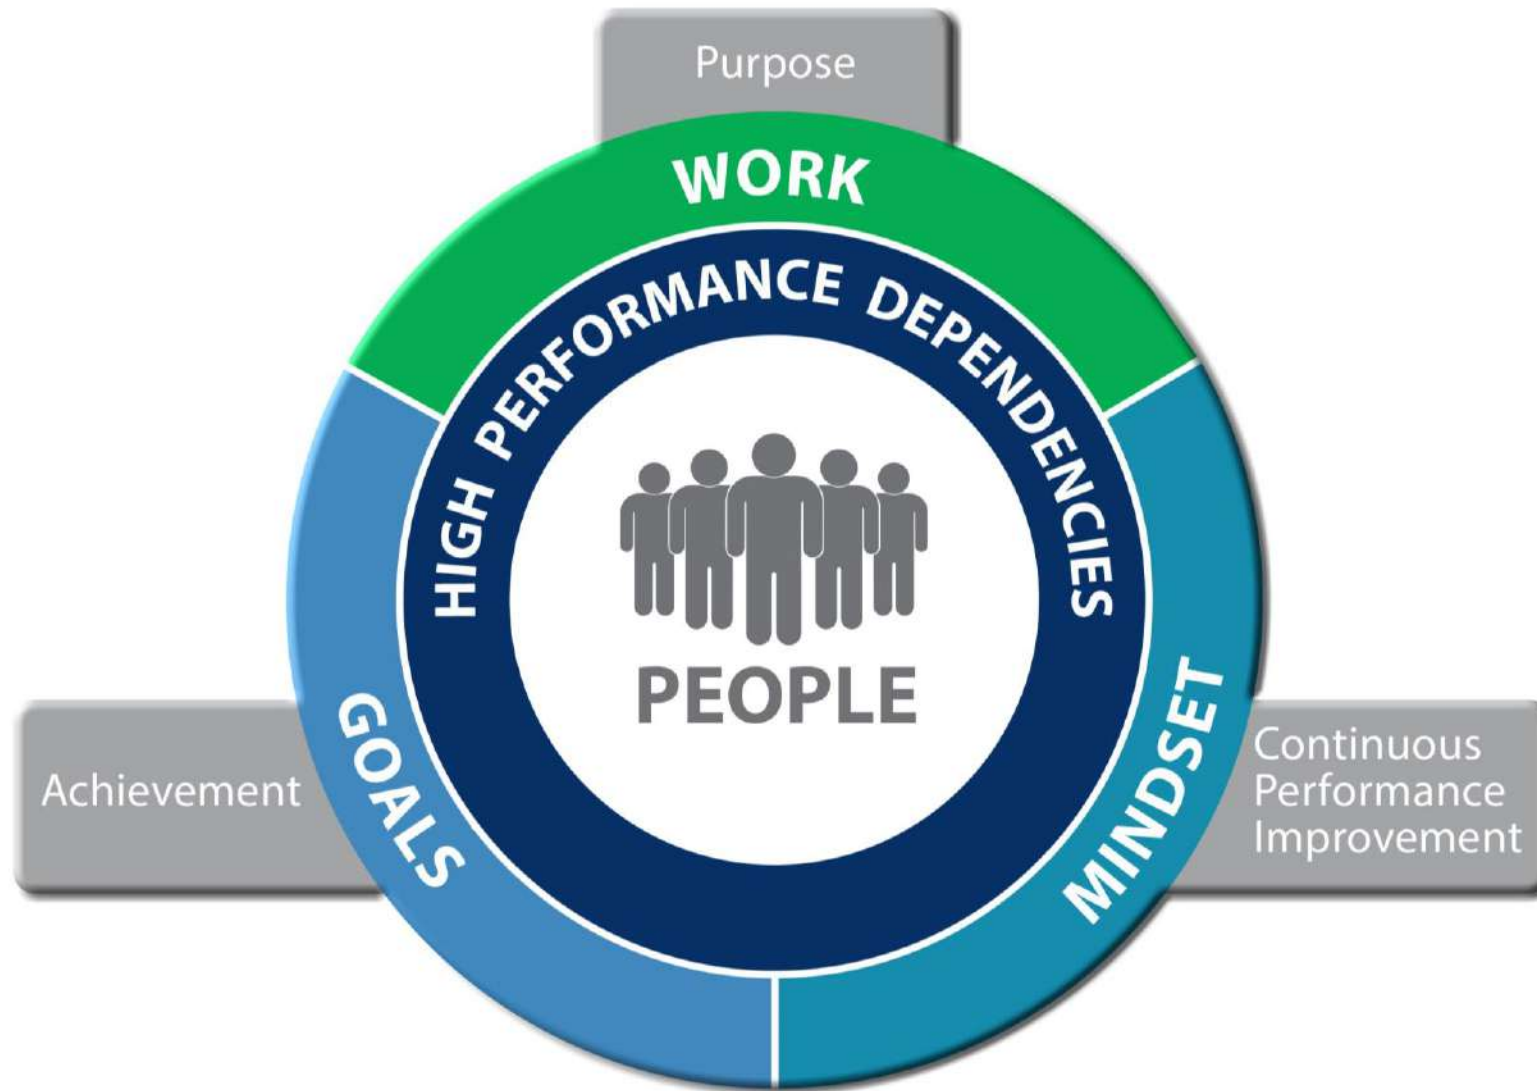 Purpose
WORK
HIGH PERFORMANCE DEPENDENCIES
PEOPLE
GOALS
MINDSET
Achievement
Continuous
Performance
Improvement